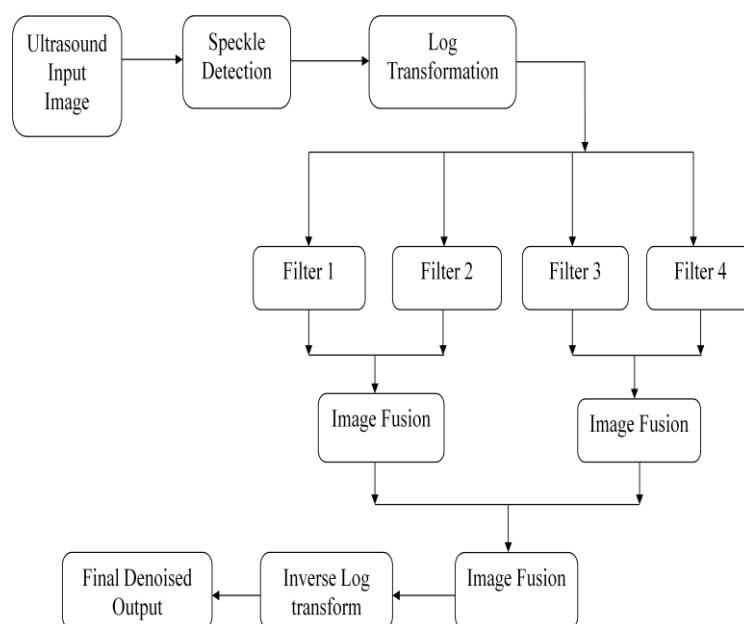 Ultrasound
Input
Image
Speckle
Detection
Log
Transformation
Filter 1
Filter 2
Filter 3
Filter 4
Image Fusion
Image Fusion
Final Denoised
Output
Inverse Log
transform
Image Fusion